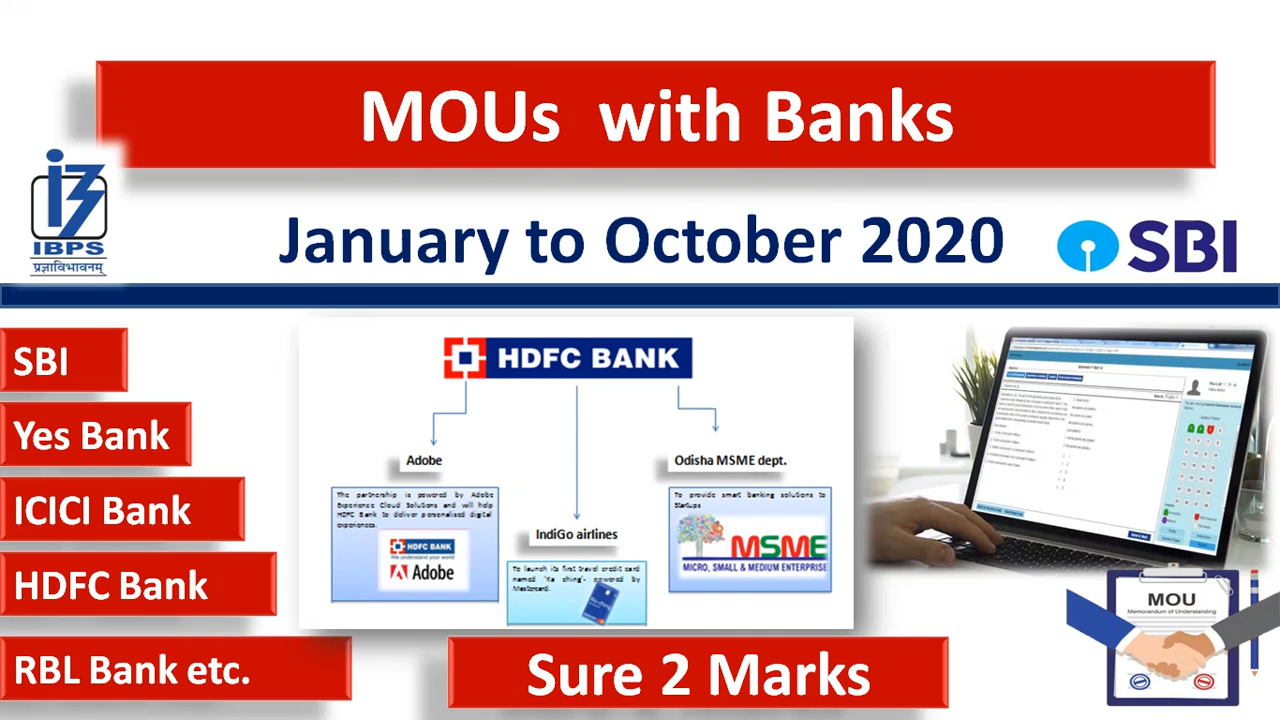 MOUs with Banks
IBPS
प्रज्ञाविभावनम्
January to October 2020
SBI
SBI
Yes Bank
ICICI Bank
HDFC Bank
RBL Bank etc.
HDFC BANK
Adobe
The partnership is powered by Adobe
Experience Cloud Solutions and will help
HDFC Bank to deliver personalised digital
experiences.
HDFC BANK
We understand your world
Adobe
IndiGo airlines
To launch its first travel credit card
named 'Ka ching'- powered by
Mastercard.
Odisha MSME dept.
To provide smart banking solutions to
Startups
MSME
MICRO, SMALL & MEDIUM ENTERPRISE
Sure 2 Marks
MOU
Memorandum of Understanding